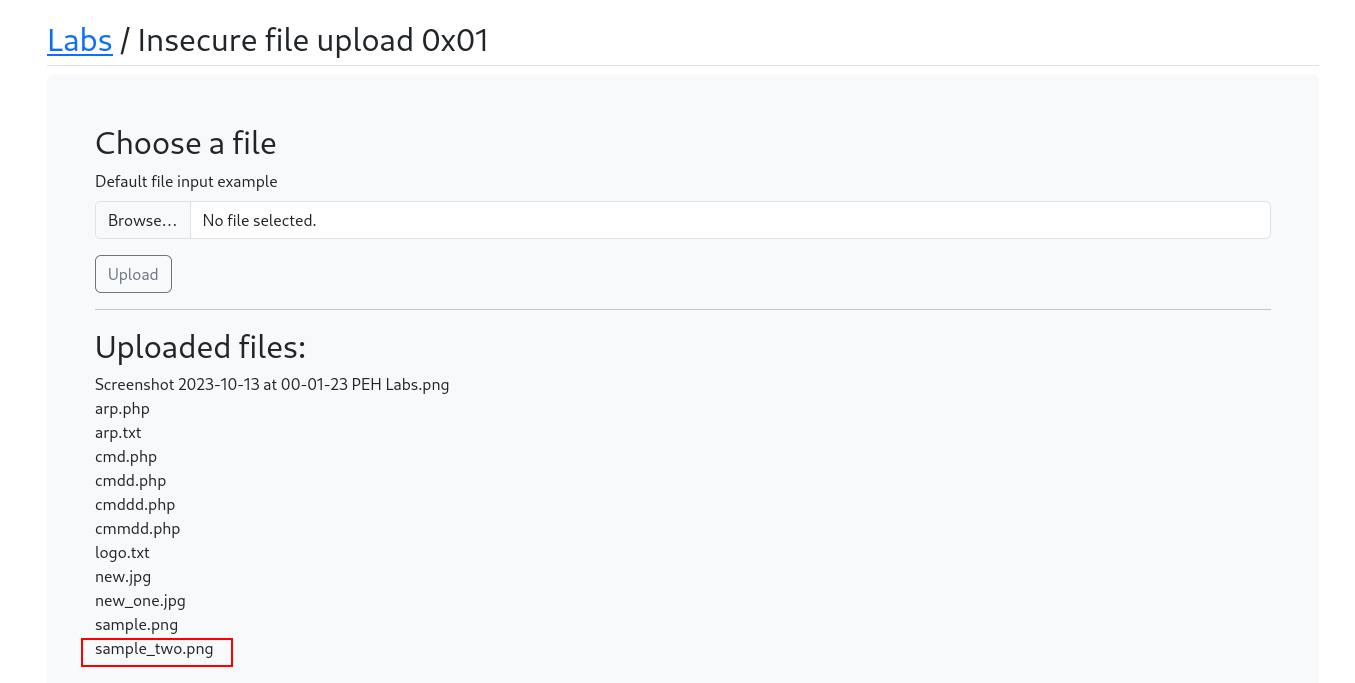 Labs / Insecure file upload 0x01
Choose a file
Default file input example
Browse... No file selected.
Upload
Uploaded files:
Screenshot 2023-10-13 at 00-01-23 PEH Labs.png
arp.php
arp.txt
cmd.php
cmdd.php
cmddd.php
cmmdd.php
logo.txt
new.jpg
new_one.jpg
sample.png
sample_two.png